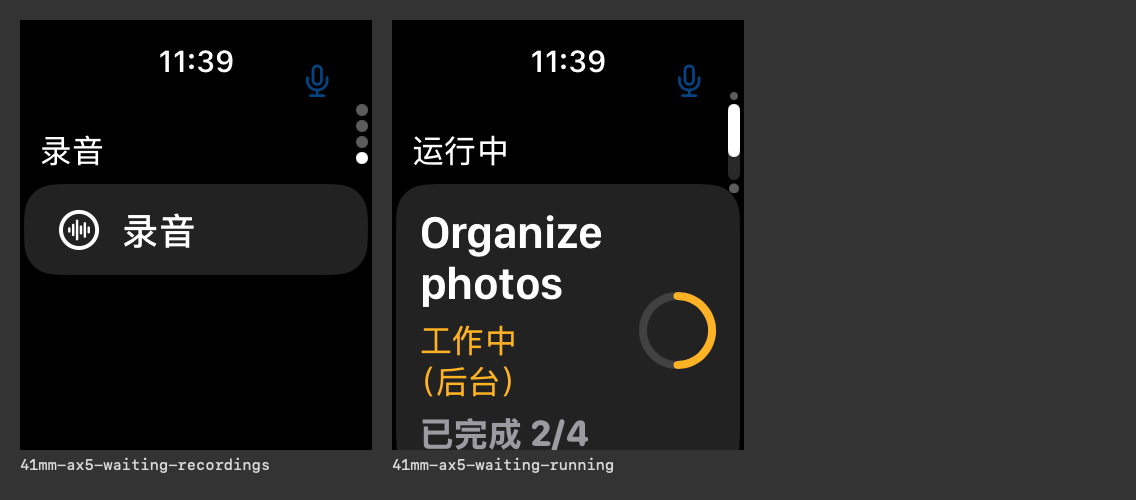 11:39
录音
录音
41mm-ax5-waiting-recordings
11:39
运行中
Organize
photos
工作中
（后台）
已完成 2/4
41mm-ax5-waiting-running